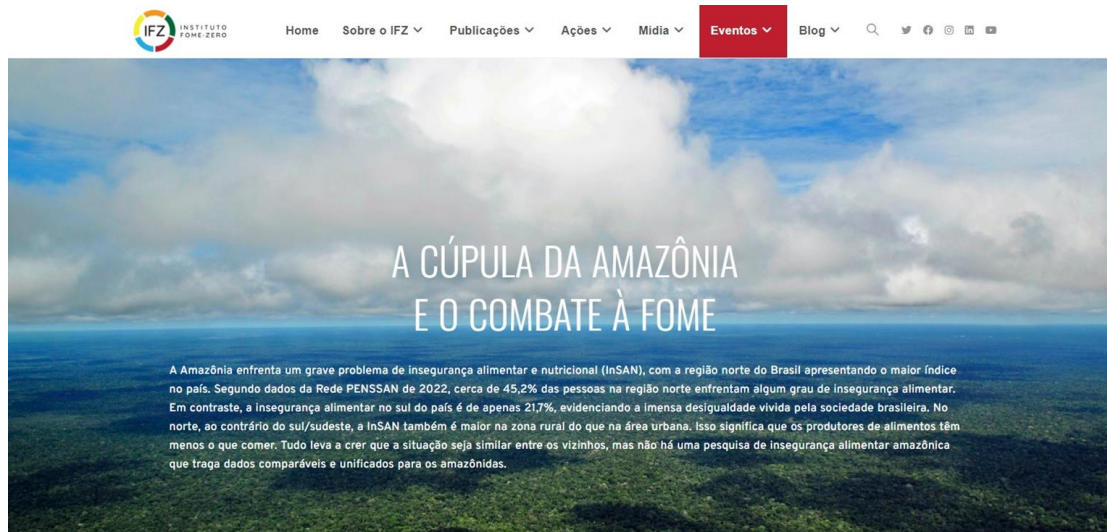 IFZ
INSTITUTO
FOME·ZERO
Home
Sobre o IFZ
Publicações
Ações
Mídia
Eventos
Blog
A CÚPULA DA AMAZÔNIA
E O COMBATE À FOME
A Amazônia enfrenta um grave problema de insegurança alimentar e nutricional (InSAN), com a região norte do Brasil apresentando o maior índice
no país. Segundo dados da Rede PENSSAN de 2022, cerca de 45,2% das pessoas na região norte enfrentam algum grau de insegurança alimentar.
Em contraste, a insegurança alimentar no sul do país é de apenas 21,7%, evidenciando a imensa desigualdade vivida pela sociedade brasileira. No
norte, ao contrário do sul/sudeste, a InSAN também é maior na zona rural do que na área urbana. Isso significa que os produtores de alimentos têm
menos o que comer. Tudo leva a crer que a situação seja similar entre os vizinhos, mas não há uma pesquisa de insegurança alimentar amazônica
que traga dados comparáveis e unificados para os amazônidas.